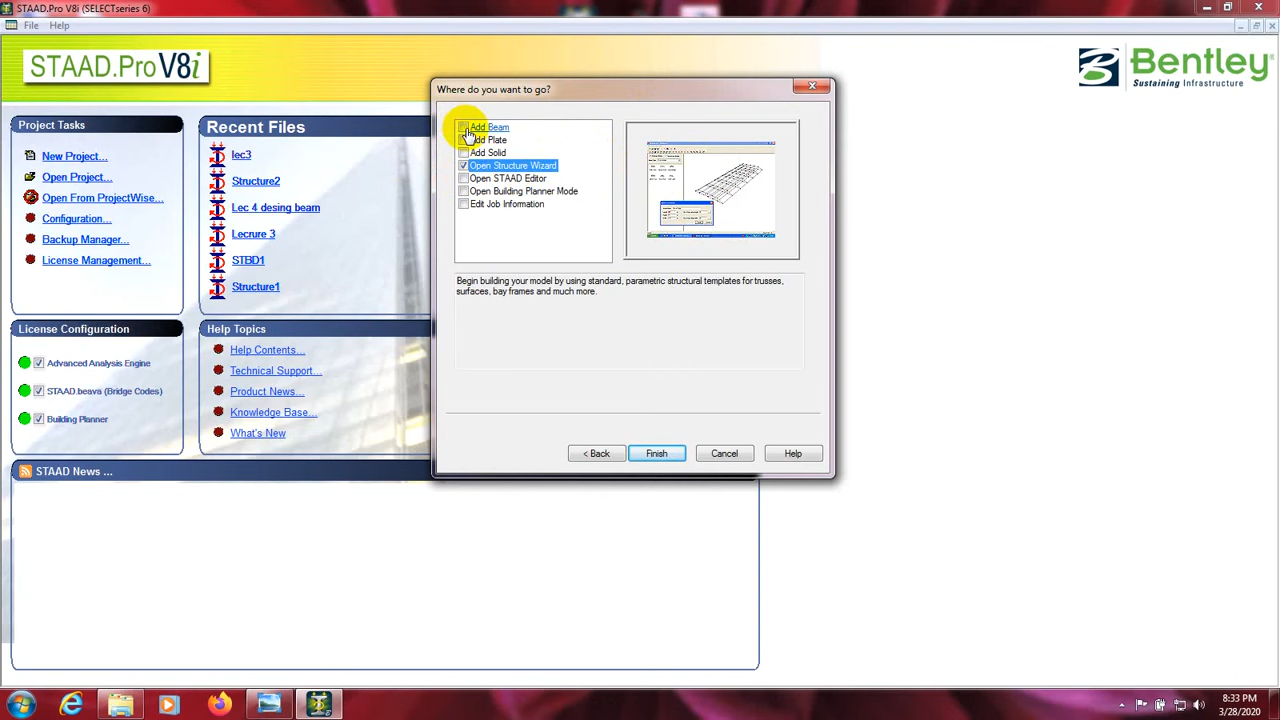 STAAD.Pro V8i (SELECTseries 6)
File Help
STAAD.ProV8i
Bentley
Sustaining Infrastructure
Where do you want to go?
Add Beam
Add Plate
Add Solid
Open Structure Wizard
Open STAAD Editor
Open Building Planner Mode
Edit Job Information
Begin building your model by using standard, parametric structural templates for trusses,
surfaces, bay frames and much more.
< Back Finish Cancel Help
Project Tasks
New Project...
Open Project...
Open From ProjectWise...
Configuration...
Backup Manager...
License Management...
Recent Files
lec3
Structure2
Lec 4 desing beam
Lecrure 3
STBD1
Structure1
License Configuration
Advanced Analysis Engine
STAAD.beava (Bridge Codes)
Building Planner
Help Topics
Help Contents...
Technical Support...
Product News...
Knowledge Base...
What's New
STAAD News ...
8:33 PM
3/28/2020